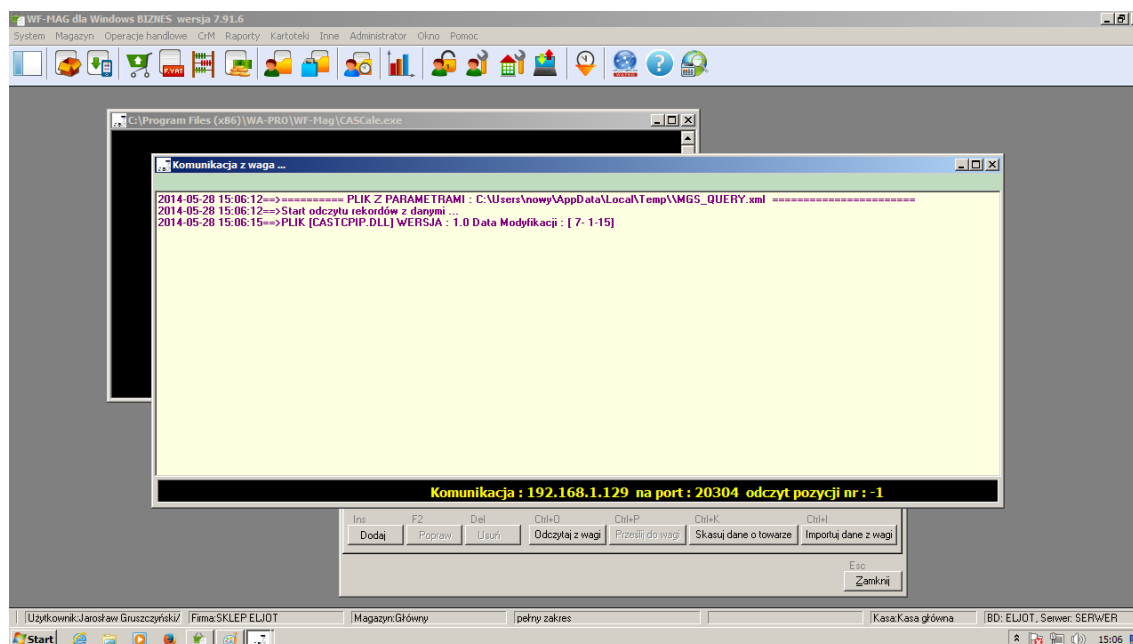 WF-MAG dla Windows BIZNES wersja 7.91.6
System Magazyn Operacje handlowe CrM Raporty Kartoteki Inne Administrator Okno Pomoc
F.VAT
C:\Program Files (x86)\WA-PRO\WF-Mag\CASCale.exe
Komunikacja z waga ...
2014-05-28 15:06:12==>========== PLIK Z PARAMETRAMI : C:\Users\nowy\AppData\Local\Temp\\MGS_QUERY.xml =======================
2014-05-28 15:06:12==>Start odczytu rekordów z danymi ...
2014-05-28 15:06:15==>PLIK [CASTCPIP.DLL] WERSJA : 1.0 Data Modyfikacji : [ 7- 1-15]
Komunikacja : 192.168.1.129 na port : 20304 odczyt pozycji nr : -1
Ins F2 Del Ctrl+O Ctrl+P Ctrl+K Ctrl+I
Dodaj Popraw Usuń Odczytaj z wagi Prześlij do wagi Skasuj dane o towarze Importuj dane z wagi
Esc
Zamknij
Użytkownik:Jarosław Gruszczyński/ Firma:SKLEP ELJOT Magazyn:Główny pełny zakres Kasa:Kasa główna BD: ELJOT, Serwer: SERWER
Start 15:06